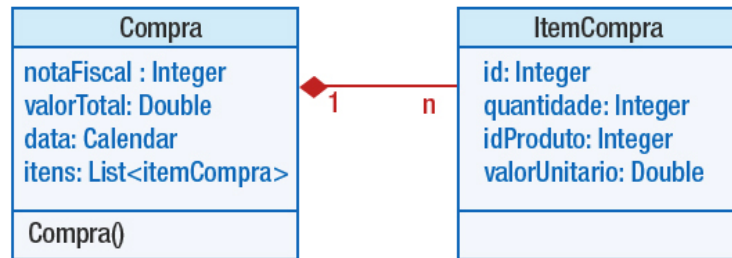 Compra
notaFiscal : Integer
valorTotal: Double
data: Calendar
itens: List<itemCompra>
Compra()
1
n
ItemCompra
id: Integer
quantidade: Integer
idProduto: Integer
valorUnitario: Double